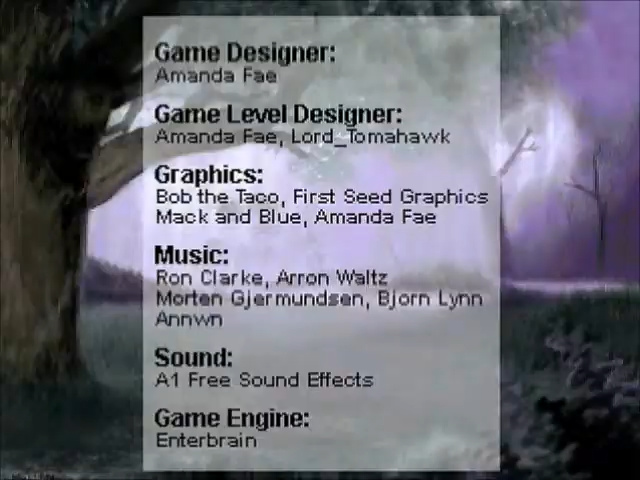 Game Designer:
Amanda Fae
Game Level Designer:
Amanda Fae, Lord_Tomahawk
Graphics:
Bob the Taco, First Seed Graphics
Mack and Blue, Amanda Fae
Music:
Ron Clarke, Arron Waltz
Morten Gjermundsen, Bjorn Lynn
Annwn
Sound:
A1 Free Sound Effects
Game Engine:
Enterbrain